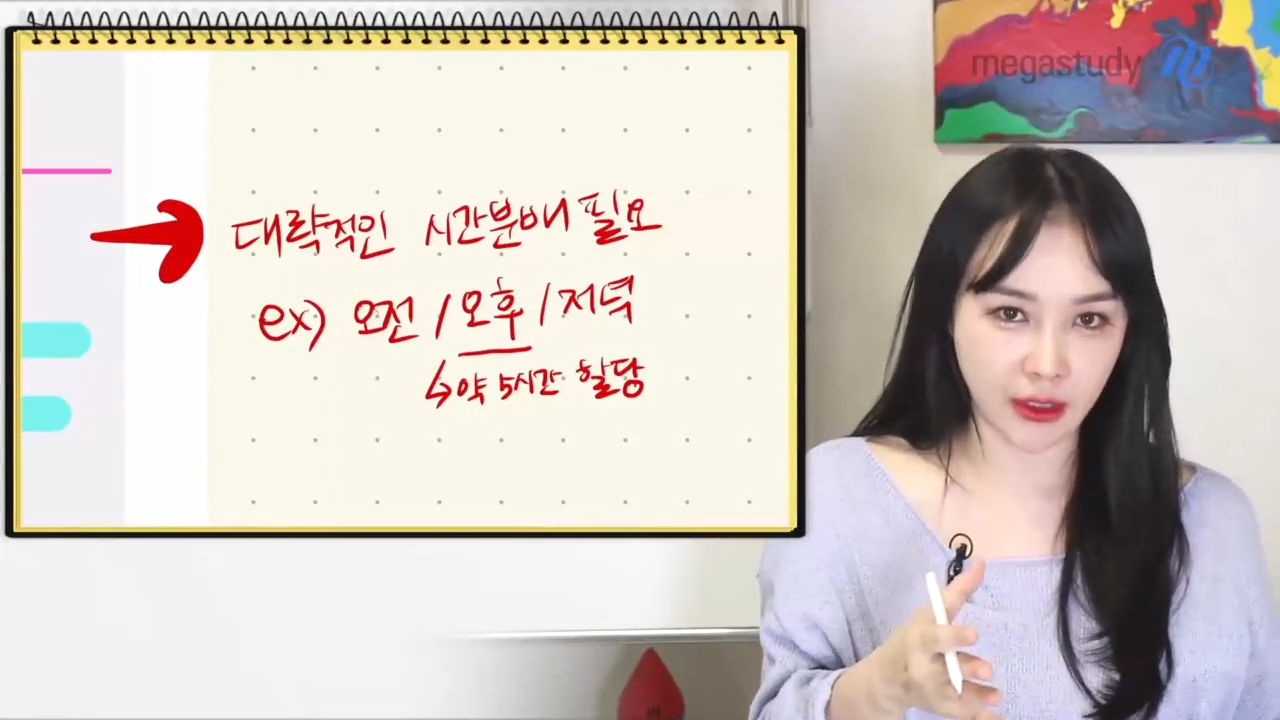 megastudy
대략적인 시간분배 필요
ex) 오전 / 오후 / 저녁
↳약 5시간 할당